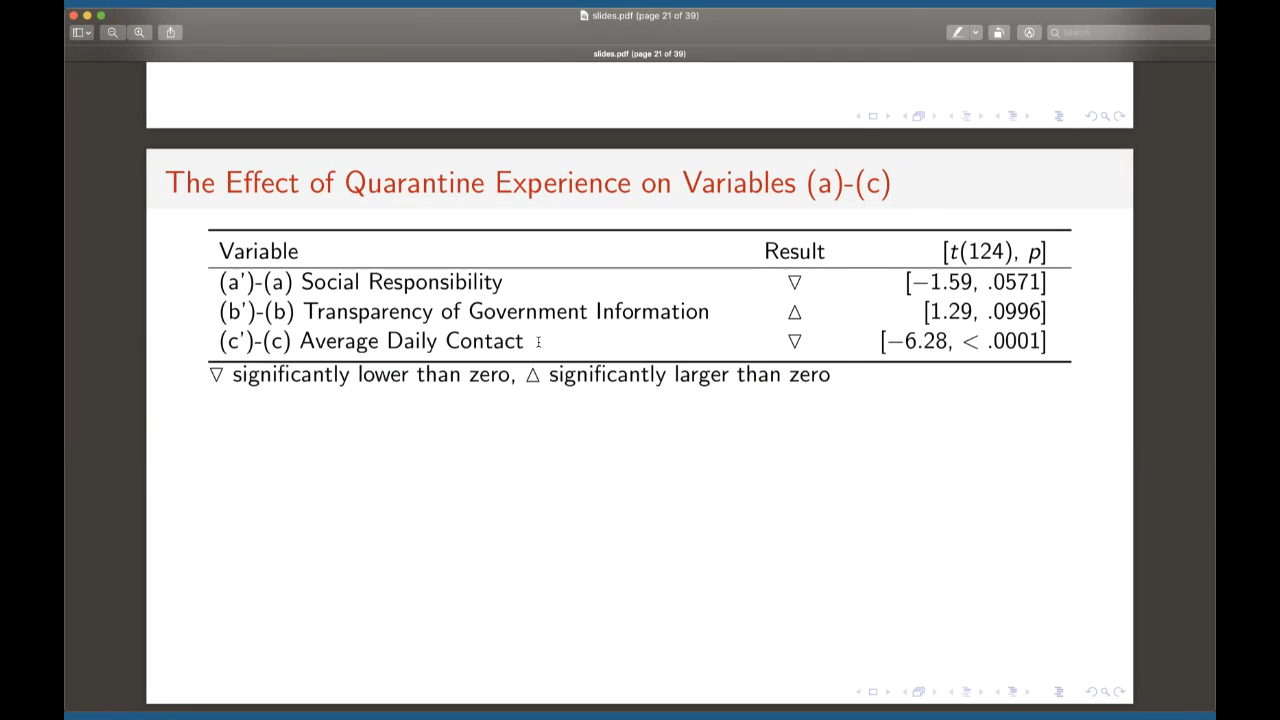 slides.pdf (page 21 of 39)
Search
slides.pdf (page 21 of 39)
The Effect of Quarantine Experience on Variables (a)-(c)
Variable Result [t(124), p]
(a')-(a) Social Responsibility ▽ [−1.59, .0571]
(b')-(b) Transparency of Government Information △ [1.29, .0996]
(c')-(c) Average Daily Contact ▽ [−6.28, < .0001]
▽ significantly lower than zero, △ significantly larger than zero